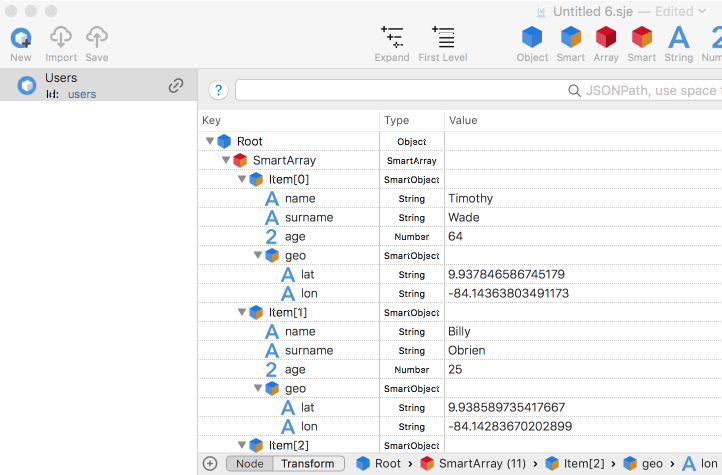 Untitled 6.sje — Edited
New Import Save Expand First Level Object Smart Array Smart String Num
Users
users
? JSONPath, use space t
Key Type Value
Root Object
SmartArray SmartArray
Item[0] SmartObject
A name String Timothy
A surname String Wade
2 age Number 64
geo SmartObject
A lat String 9.937846586745179
A lon String -84.14363803491173
Item[1] SmartObject
A name String Billy
A surname String Obrien
2 age Number 25
geo SmartObject
A lat String 9.938589735417667
A lon String -84.14283670202899
Item[2] SmartObject
Node Transform Root › SmartArray (11) › Item[2] › geo › A lon